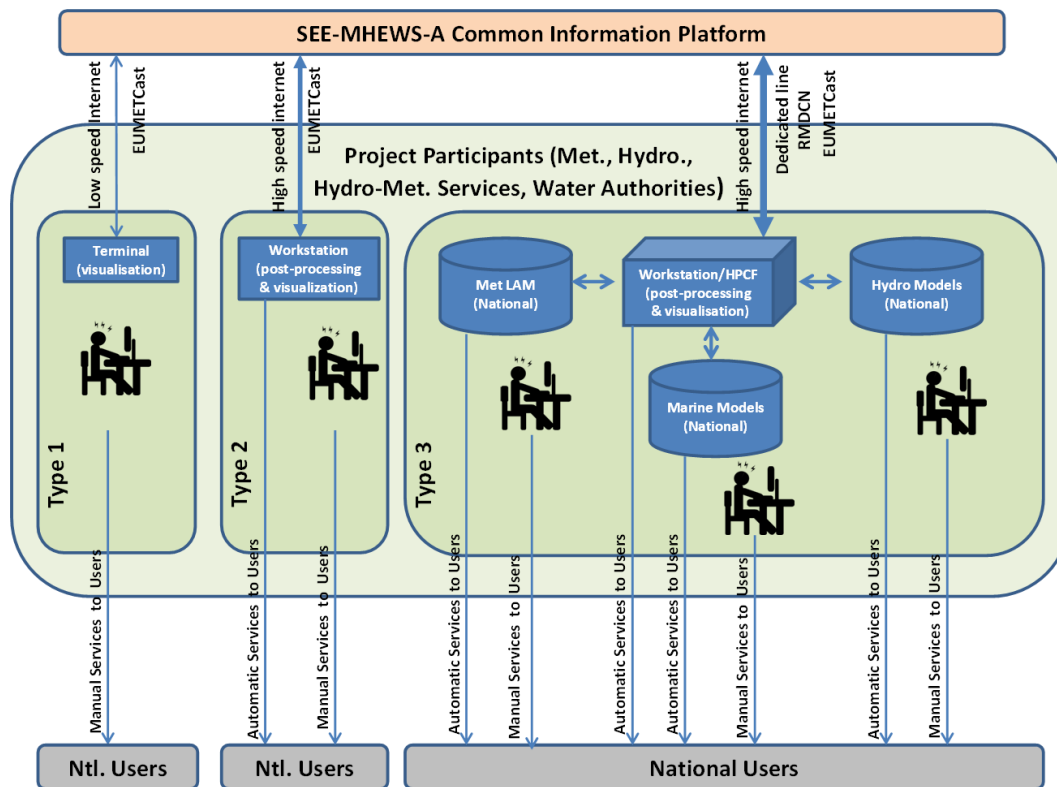 SEE-MHEWS-A Common Information Platform
Low speed Internet
EUMETCast
High speed internet
EUMETCast
High speed internet
Dedicated line
RMDCN
EUMETCast
Project Participants (Met., Hydro.,
Hydro-Met. Services, Water Authorities)
Terminal
(visualisation)
Workstation
(post-processing
& visualization)
Met LAM
(National)
Workstation/HPCF
(post-processing
& visualisation)
Hydro Models
(National)
Marine Models
(National)
Type 1
Type 2
Type 3
Manual Services to Users
Automatic Services to Users
Manual Services to Users
Automatic Services to Users
Manual Services to Users
Automatic Services to Users
Automatic Services to Users
Manual Services to Users
Automatic Services to Users
Manual Services to Users
Ntl. Users
Ntl. Users
National Users